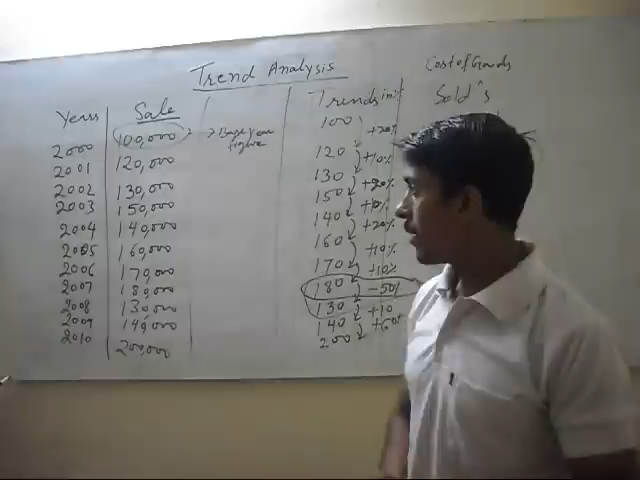 Trend Analysis
Cost of Goods
Sold's
Years Sale Trends in%
2000 100,000 → Base year figure 100
+20%
2001 120,000 120
+10%
2002 130,000 130
+20%
2003 150,000 150
2004 140,000 140
+20%
2005 160,000 160
+10%
2006 170,000 170
+10%
2007 180,000 180
-50%
2008 130,000 130
+10
2009 140,000 140
2010 200,000 200